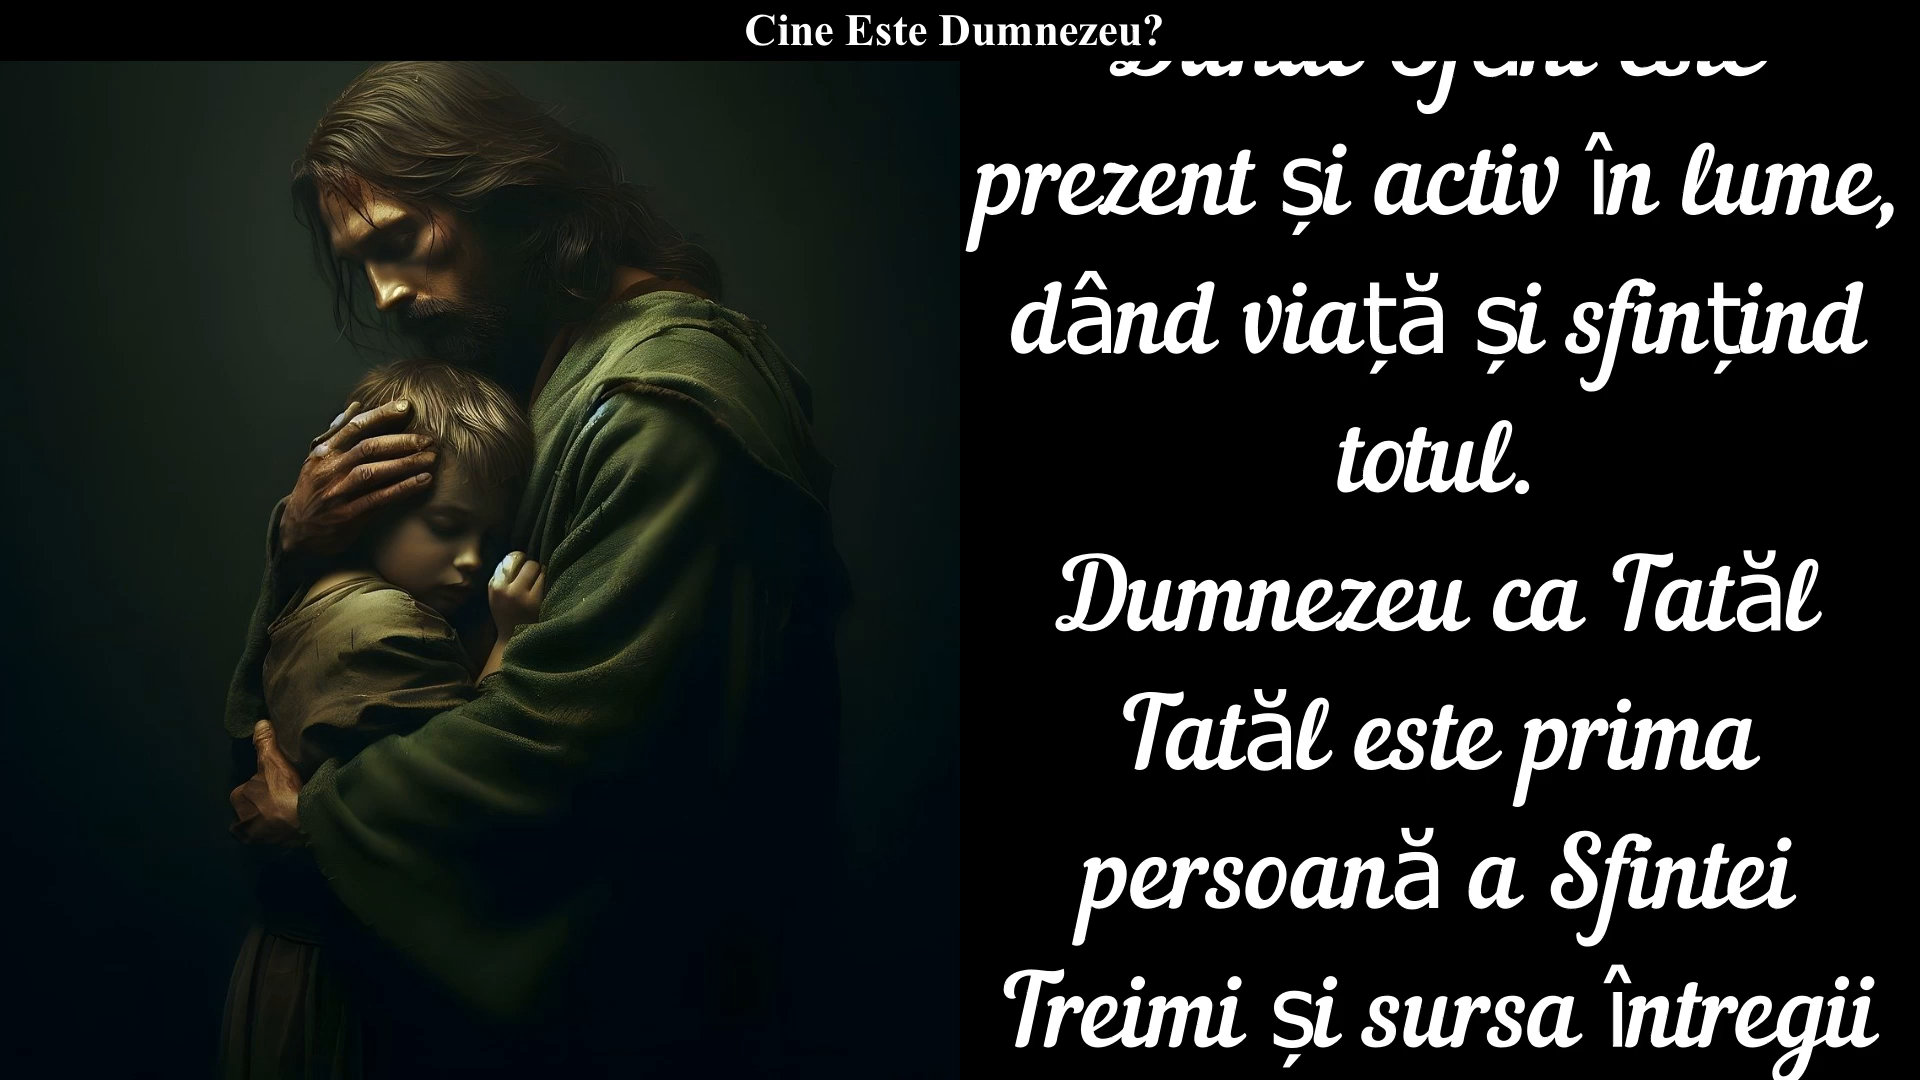 Cine Este Dumnezeu?
este
prezent și activ în lume,
dând viață și sfințind
totul.
Dumnezeu ca Tatăl
Tatăl este prima
persoană a Sfintei
Treimi și sursa întregii